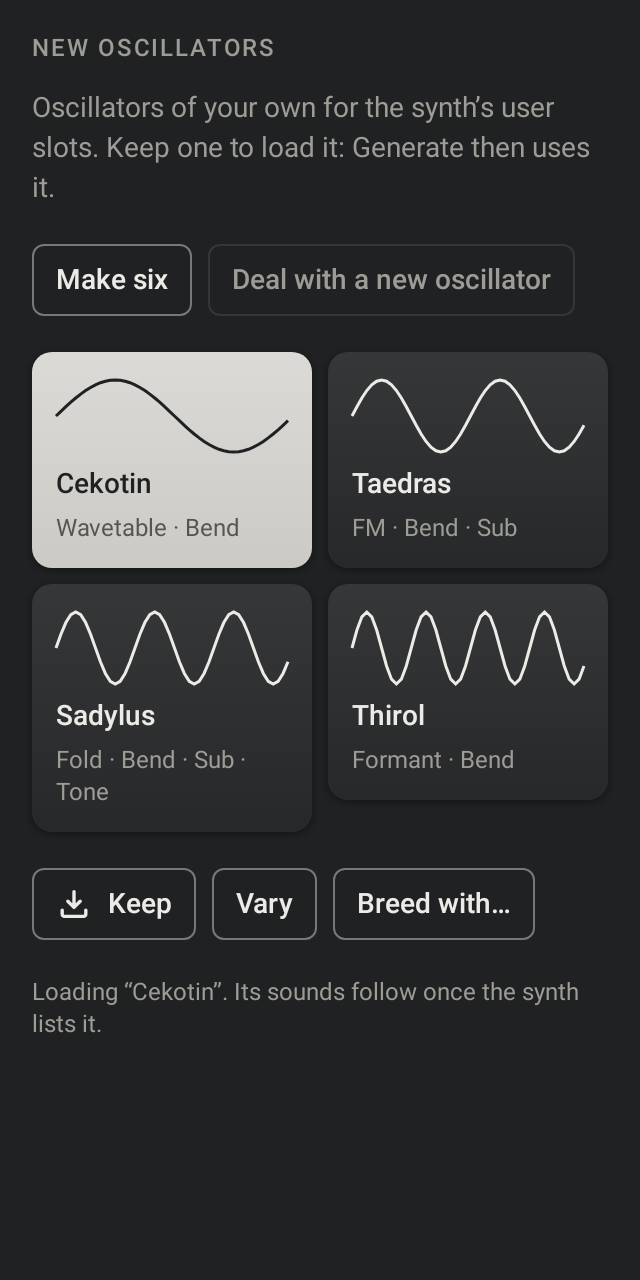 NEW OSCILLATORS
Oscillators of your own for the synth’s user
slots. Keep one to load it: Generate then uses
it.
Make six
Deal with a new oscillator
Cekotin
Wavetable · Bend
Taedras
FM · Bend · Sub
Sadylus
Fold · Bend · Sub ·
Tone
Thirol
Formant · Bend
Keep
Vary
Breed with…
Loading “Cekotin”. Its sounds follow once the synth
lists it.